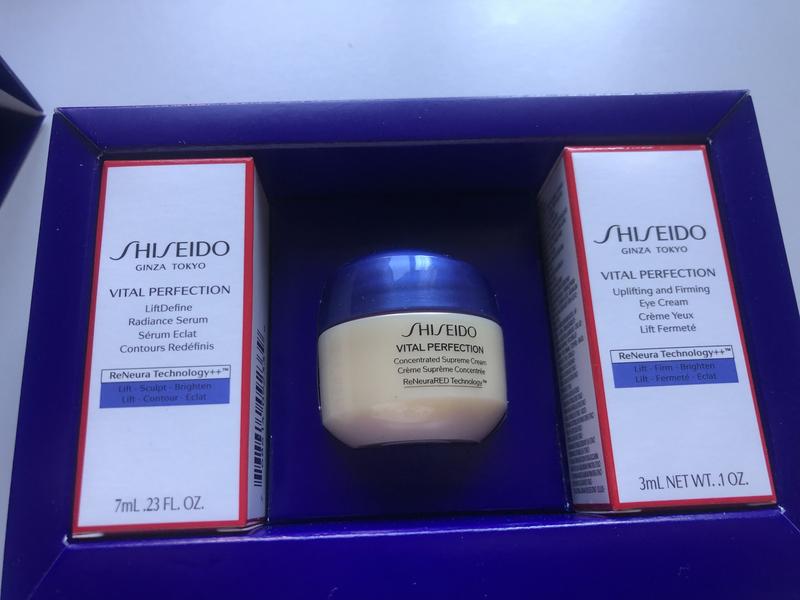 SHISEIDO
GINZA TOKYO
VITAL PERFECTION
LiftDefine
Radiance Serum
Sérum Eclat
Contours Redéfinis
ReNeura Technology++™
Lift - Sculpt - Brighten
Lift - Contour - Éclat
7mL .23 FL. OZ.
SHISEIDO
VITAL PERFECTION
Concentrated Supreme Cream
Crème Suprême Concentrée
ReNeuraRED Technology™
SHISEIDO
GINZA TOKYO
VITAL PERFECTION
Uplifting and Firming
Eye Cream
Crème Yeux
Lift Fermeté
ReNeura Technology++™
Lift - Firm - Brighten
Lift - Fermeté - Éclat
3mL NET WT. .1 OZ.